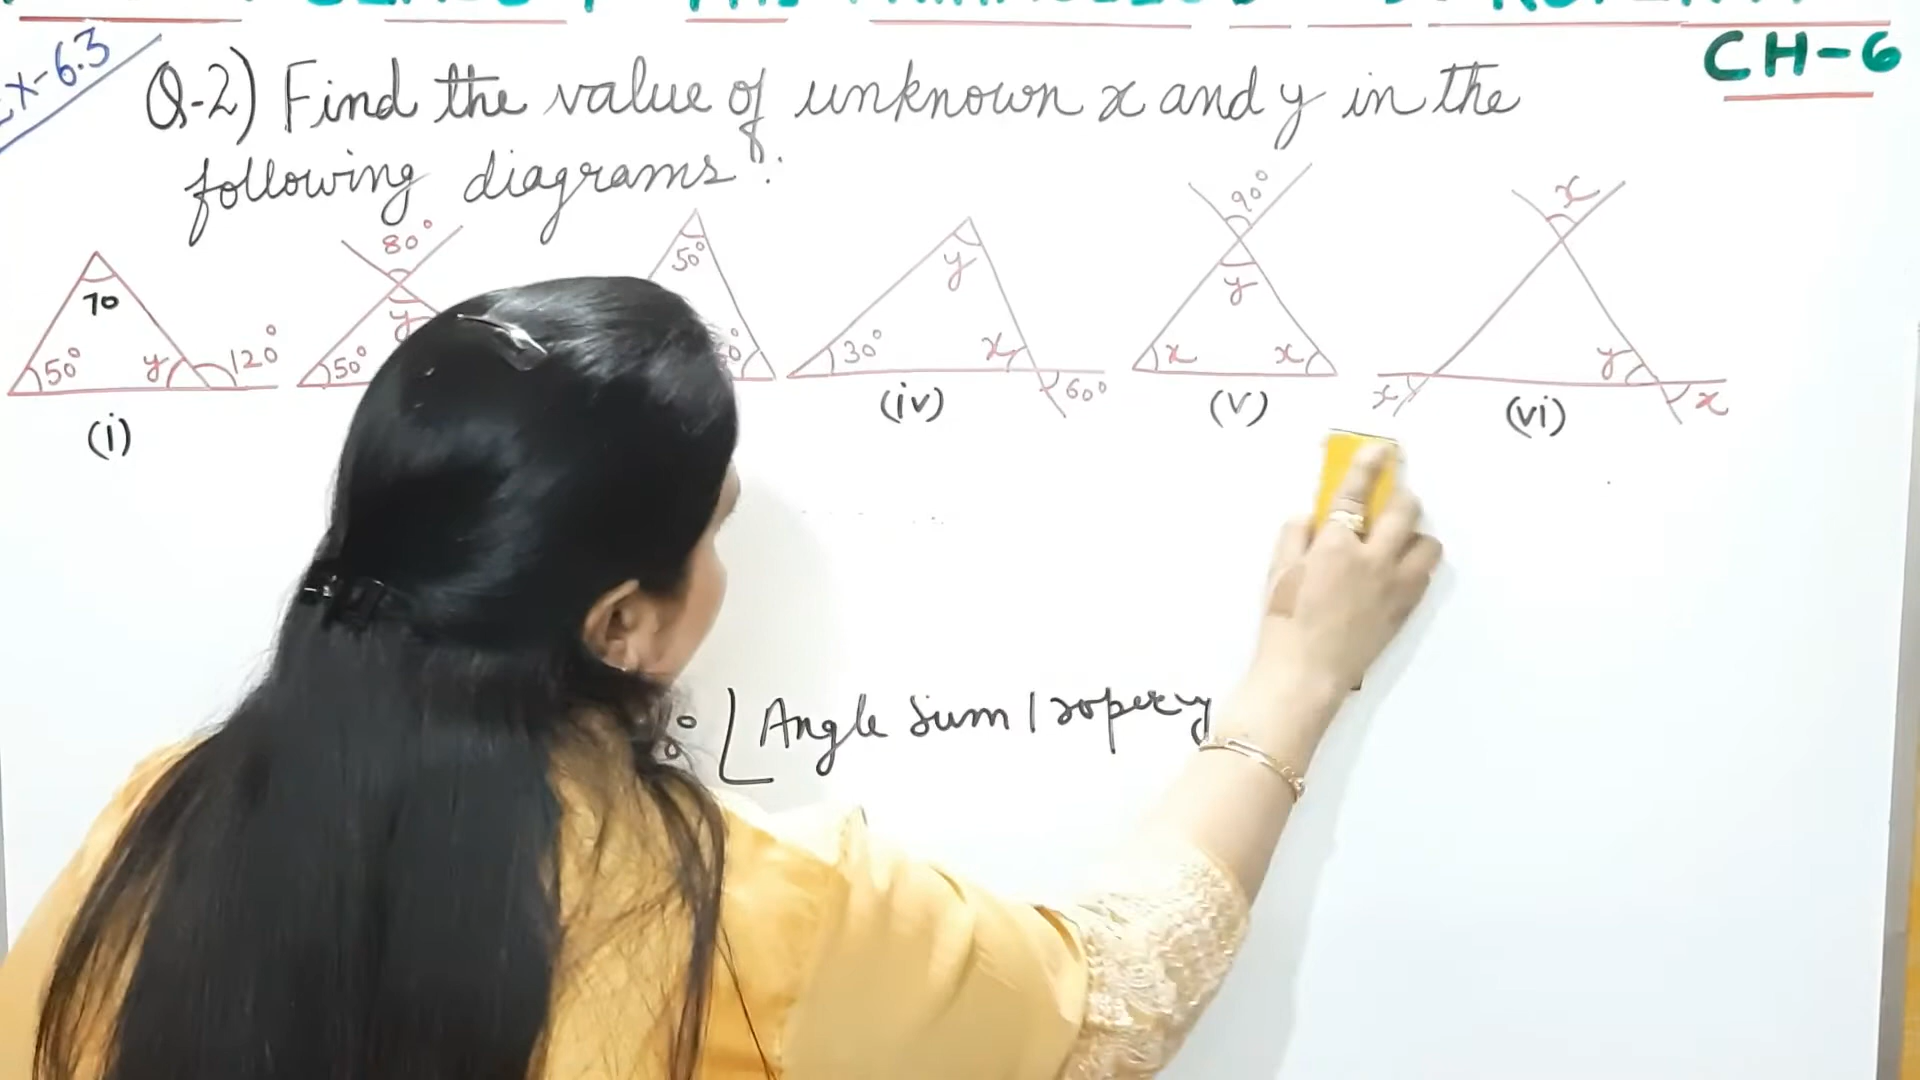 CH-6
Ex-6.3
Q-2) Find the value of unknown x and y in the
following diagrams:
70
50°
y
120°
(i)
80°
y
50°
50°
y
30°
x
60°
(iv)
90°
y
x
x
(v)
x
y
x
x
(vi)
Angle Sum